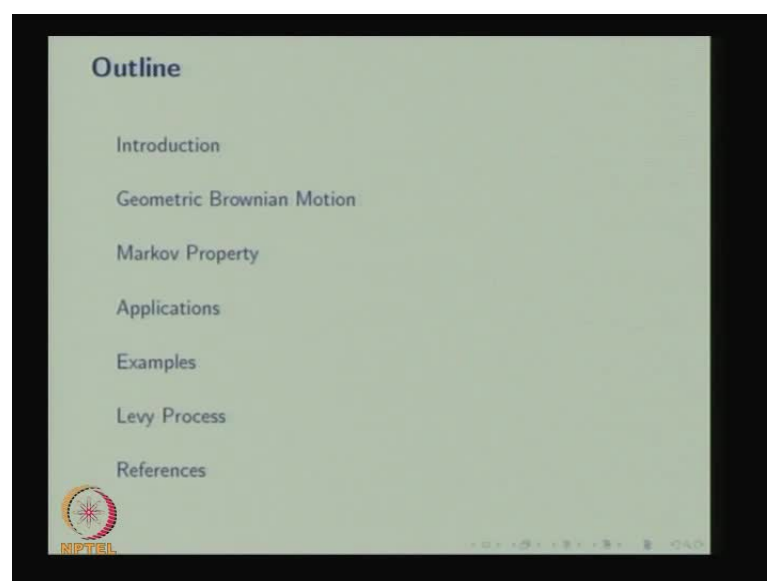 Outline
Introduction
Geometric Brownian Motion
Markov Property
Applications
Examples
Levy Process
References
NPTEL